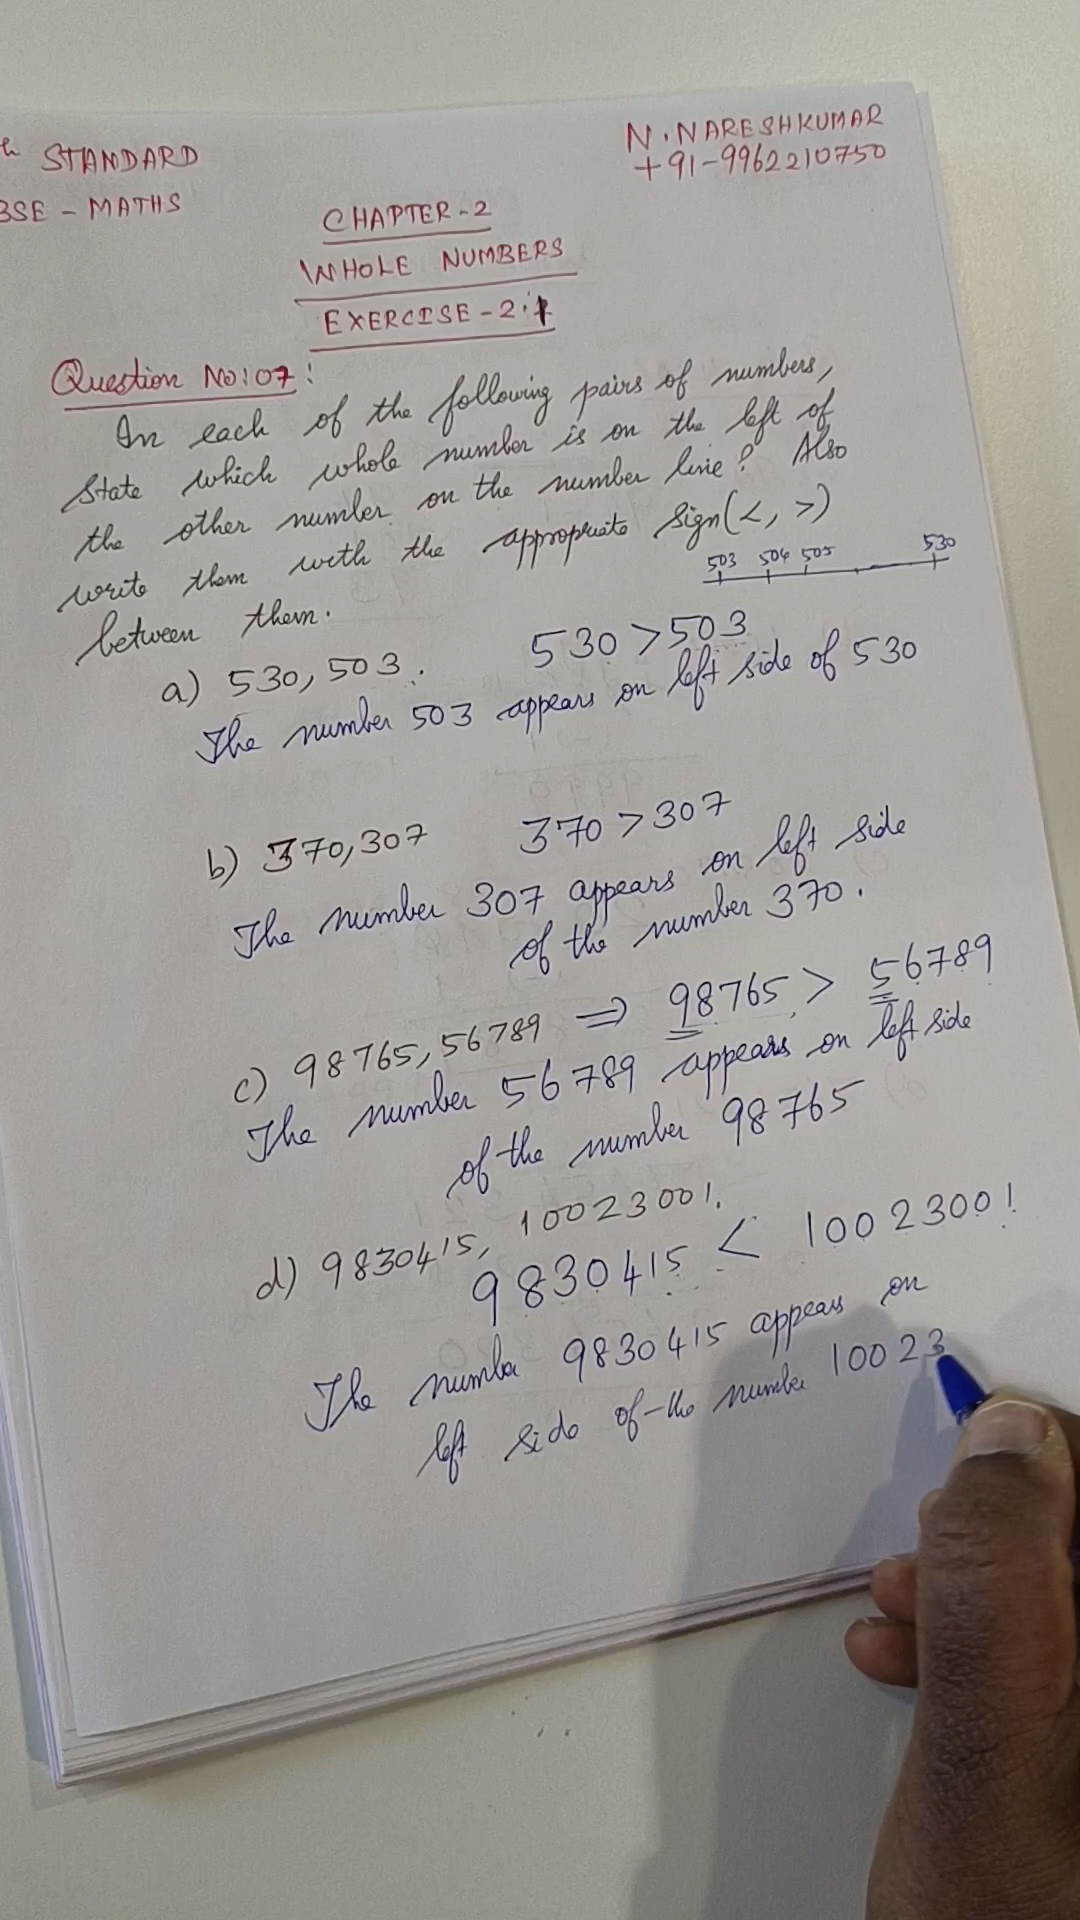 STANDARD
BSE - MATHS
N. NARESHKUMAR
+91-9962210750
CHAPTER-2
WHOLE NUMBERS
EXERCISE-2.1
Question No:07:
In each of the following pairs of numbers,
State which whole number is on the left of
the other number on the number line? Also
write them with the appropriate sign(<, >)
between them.
503 504 505 530
a) 530, 503. 530 > 503
The number 503 appears on left side of 530
b) 370,307 370 > 307
The number 307 appears on left side
of the number 370.
c) 98765, 56789 ⇒ 98765 > 56789
The number 56789 appears on left side
of the number 98765
d) 9830415, 10023001.
9830415 < 10023001
The number 9830415 appears on
left side of the number 10023